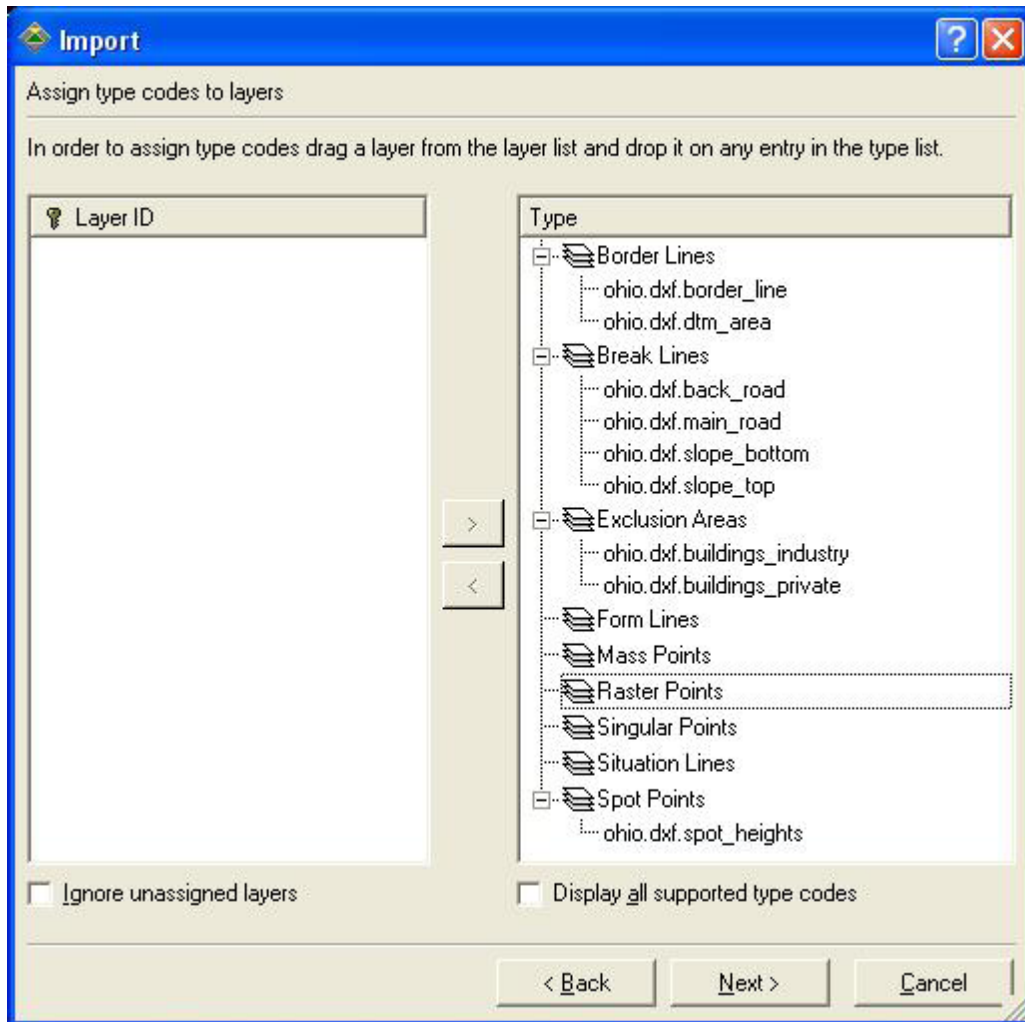 Import
Assign type codes to layers
In order to assign type codes drag a layer from the layer list and drop it on any entry in the type list.
Layer ID
Type
Border Lines
ohio.dxf.border_line
ohio.dxf.dtm_area
Break Lines
ohio.dxf.back_road
ohio.dxf.main_road
ohio.dxf.slope_bottom
ohio.dxf.slope_top
Exclusion Areas
ohio.dxf.buildings_industry
ohio.dxf.buildings_private
Form Lines
Mass Points
Raster Points
Singular Points
Situation Lines
Spot Points
ohio.dxf.spot_heights
>
<
Ignore unassigned layers
Display all supported type codes
< Back
Next >
Cancel